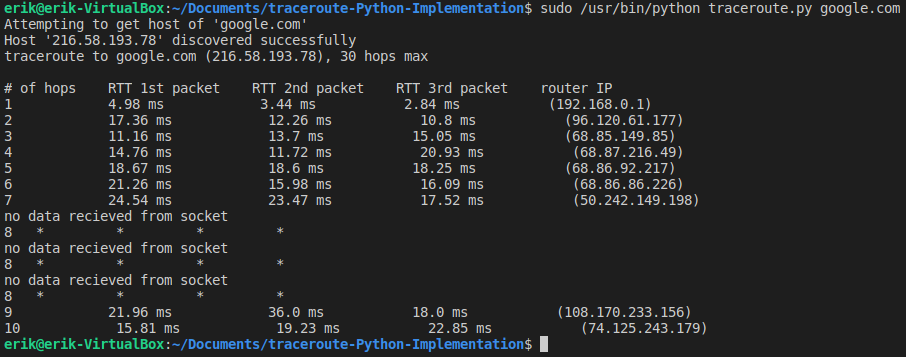 erik@erik-VirtualBox:~/Documents/traceroute-Python-Implementation$ sudo /usr/bin/python traceroute.py google.com
Attempting to get host of 'google.com'
Host '216.58.193.78' discovered successfully
traceroute to google.com (216.58.193.78), 30 hops max

# of hops    RTT 1st packet    RTT 2nd packet    RTT 3rd packet    router IP
1            4.98 ms            3.44 ms           2.84 ms             (192.168.0.1)
2            17.36 ms            12.26 ms           10.8 ms             (96.120.61.177)
3            11.16 ms            13.7 ms           15.05 ms             (68.85.149.85)
4            14.76 ms            11.72 ms           20.93 ms             (68.87.216.49)
5            18.67 ms            18.6 ms           18.25 ms             (68.86.92.217)
6            21.26 ms            15.98 ms           16.09 ms             (68.86.86.226)
7            24.54 ms            23.47 ms           17.52 ms             (50.242.149.198)
no data recieved from socket
8   *         *         *         *
no data recieved from socket
8   *         *         *         *
no data recieved from socket
8   *         *         *         *
9            21.96 ms            36.0 ms           18.0 ms             (108.170.233.156)
10            15.81 ms            19.23 ms           22.85 ms             (74.125.243.179)
erik@erik-VirtualBox:~/Documents/traceroute-Python-Implementation$